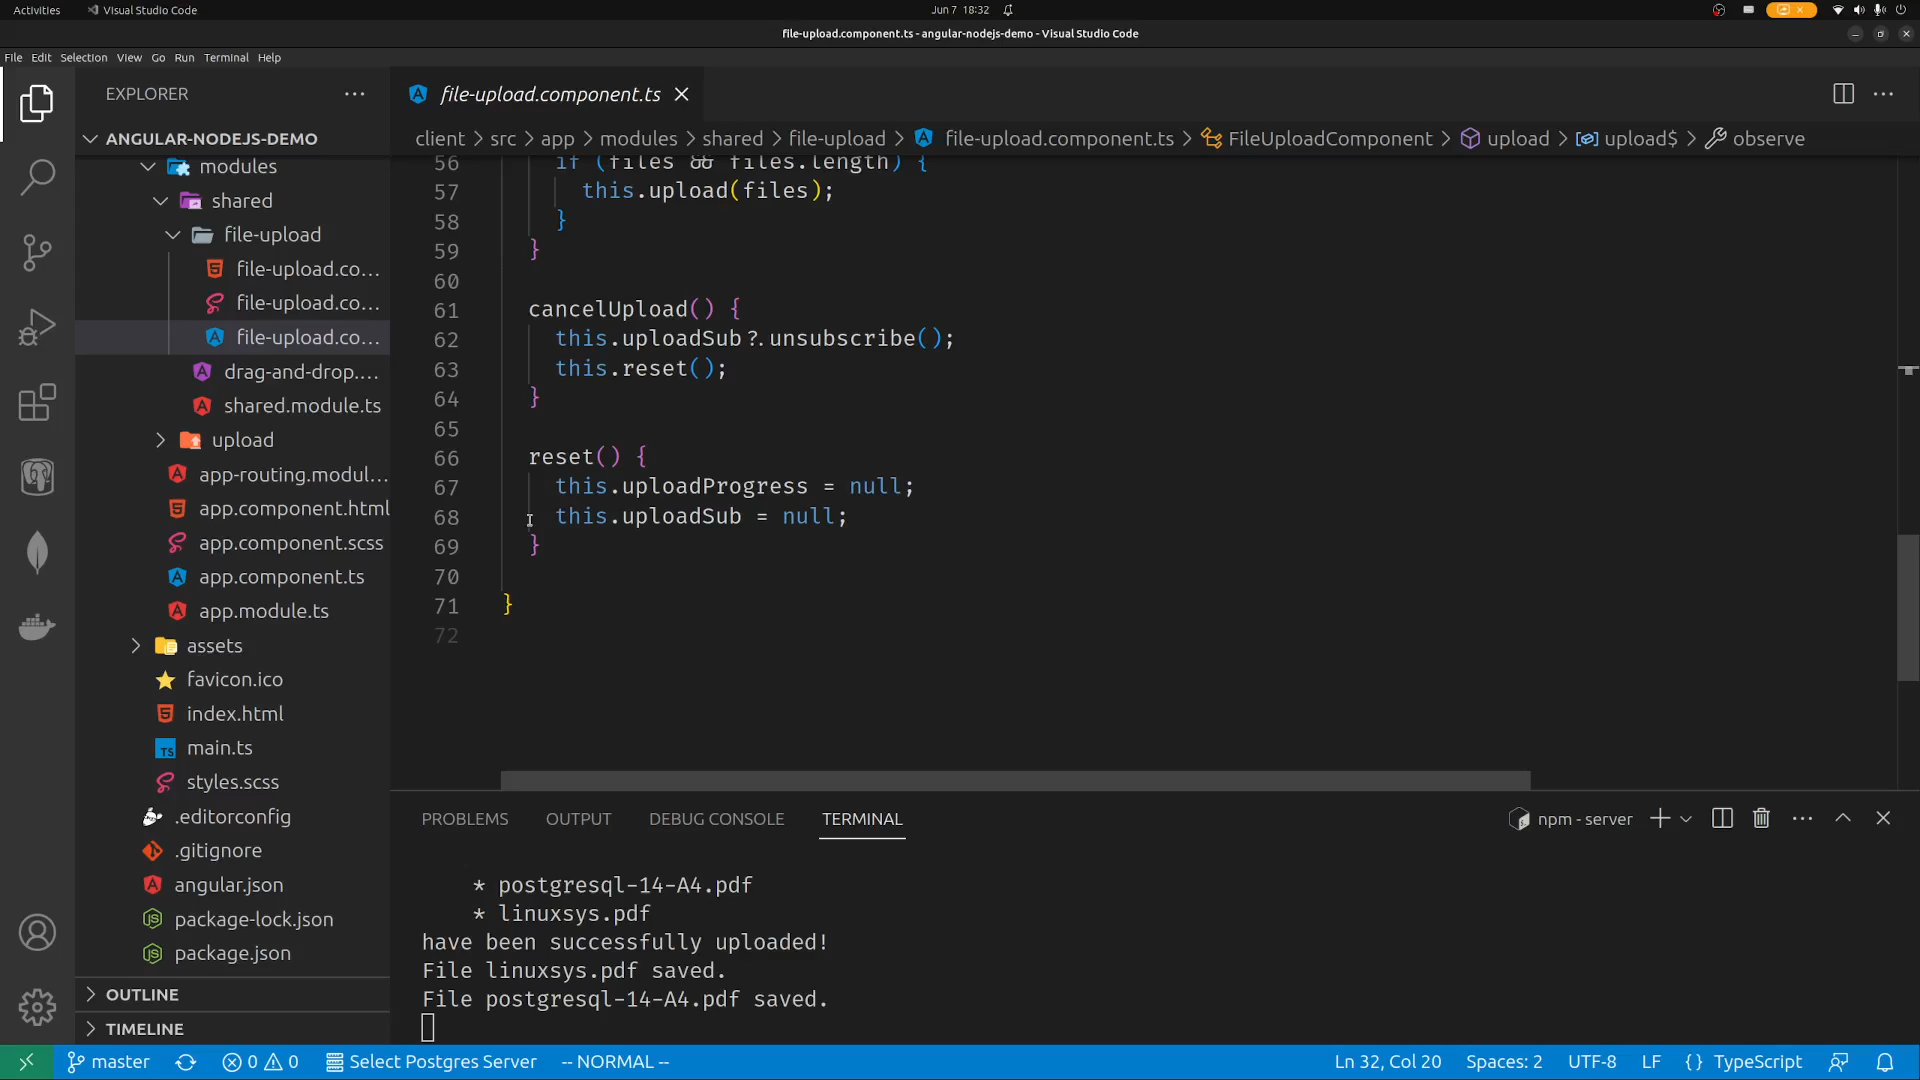 Activities Visual Studio Code Jun 7 18:32
file-upload.component.ts - angular-nodejs-demo - Visual Studio Code
File Edit Selection View Go Run Terminal Help
EXPLORER
ANGULAR-NODEJS-DEMO
modules
shared
file-upload
file-upload.co...
file-upload.co...
file-upload.co...
drag-and-drop....
shared.module.ts
upload
app-routing.modul...
app.component.html
app.component.scss
app.component.ts
app.module.ts
assets
favicon.ico
index.html
main.ts
styles.scss
.editorconfig
.gitignore
angular.json
package-lock.json
package.json
OUTLINE
TIMELINE
file-upload.component.ts
client > src > app > modules > shared > file-upload > file-upload.component.ts > FileUploadComponent > upload > upload$ > observe
56 if (files && files.length) {
57 this.upload(files);
58 }
59 }
60
61 cancelUpload() {
62 this.uploadSub?.unsubscribe();
63 this.reset();
64 }
65
66 reset() {
67 this.uploadProgress = null;
68 this.uploadSub = null;
69 }
70
71 }
72
PROBLEMS OUTPUT DEBUG CONSOLE TERMINAL npm - server
* postgresql-14-A4.pdf
* linuxsys.pdf
have been successfully uploaded!
File linuxsys.pdf saved.
File postgresql-14-A4.pdf saved.
master 0 0 Select Postgres Server -- NORMAL -- Ln 32, Col 20 Spaces: 2 UTF-8 LF {} TypeScript